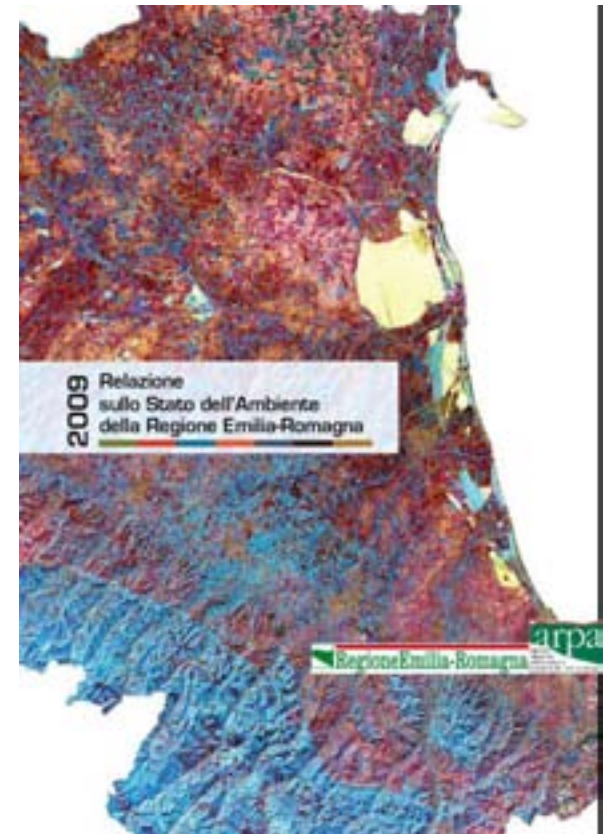 2009
Relazione
sullo Stato dell'Ambiente
della Regione Emilia-Romagna
RegioneEmilia-Romagna
arpa